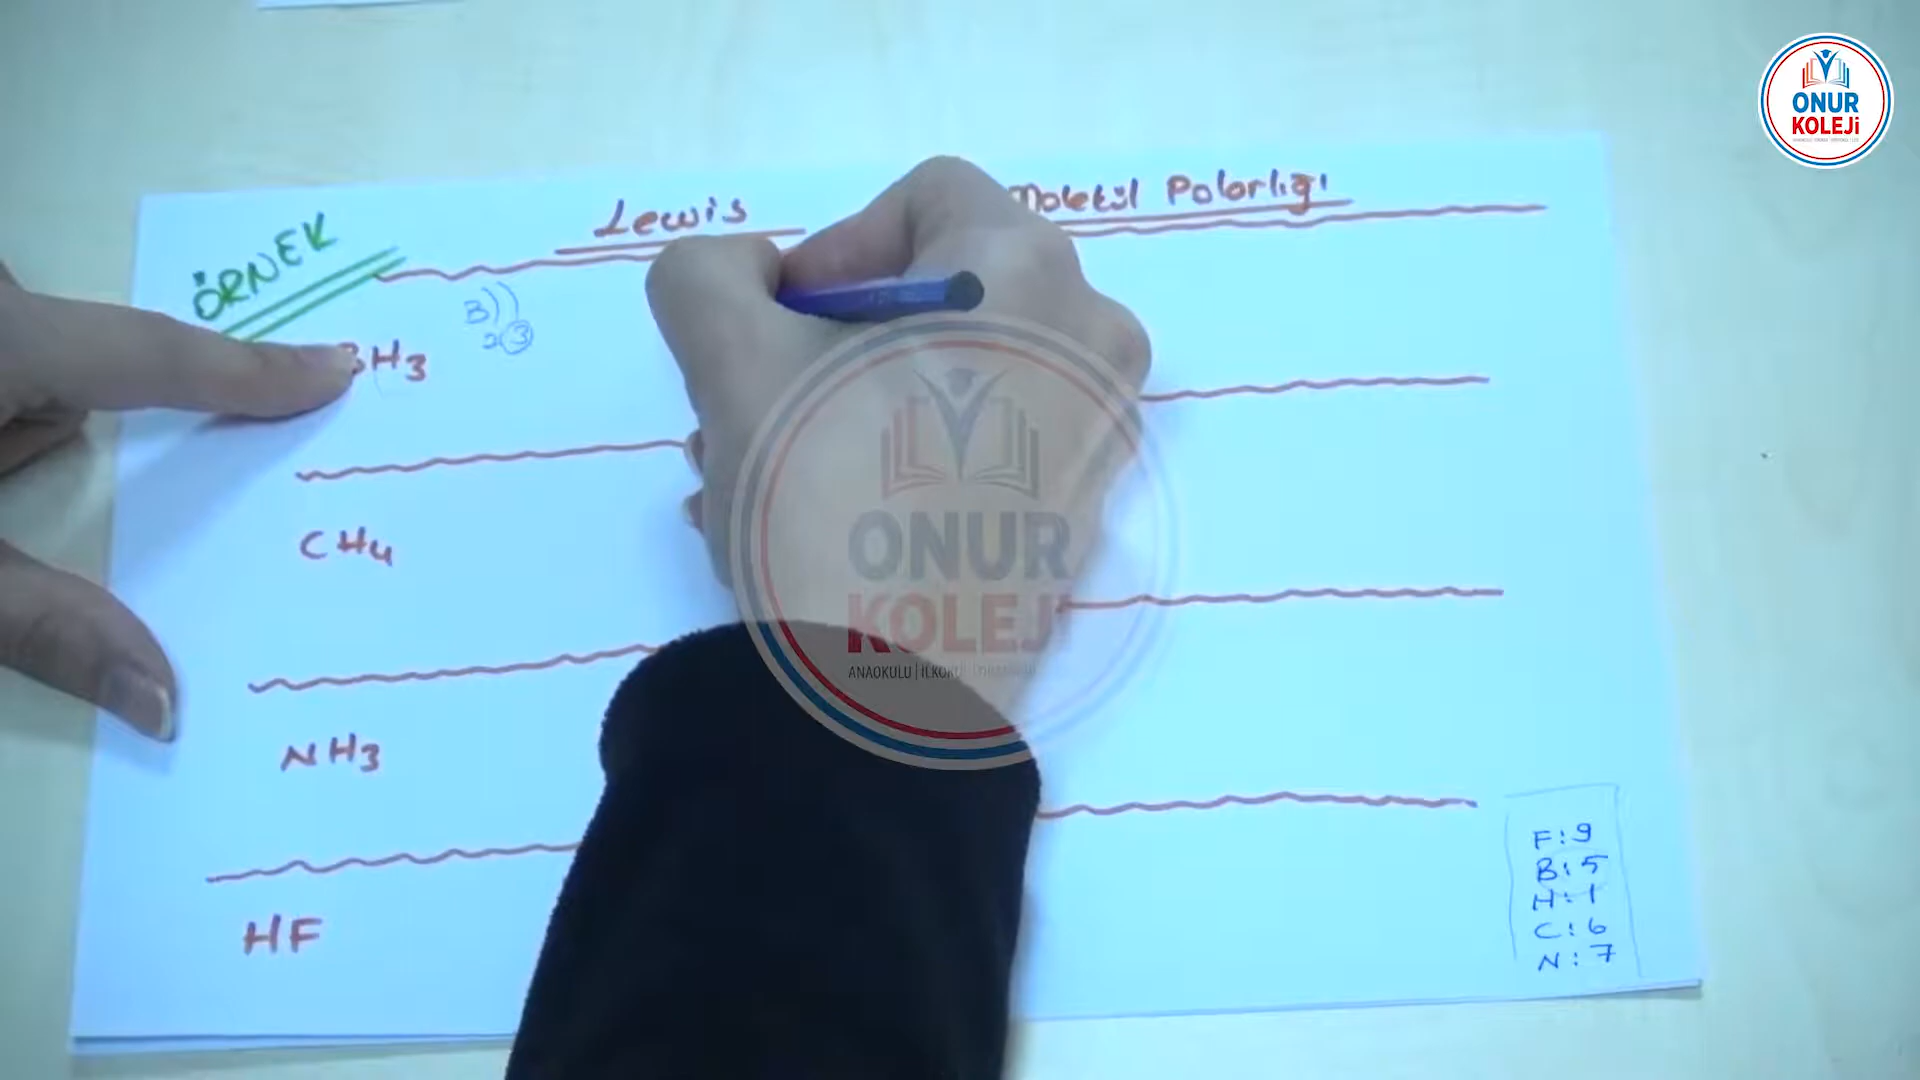 ONUR
KOLEJİ
ÖRNEK
Lewis
Molekül Polarlığı
B))
2 3
BH3
CH4
NH3
HF
F:9
B:5
H:1
C:6
N:7
ONUR
KOLEJİ
ANAOKULU | İLKOKUL